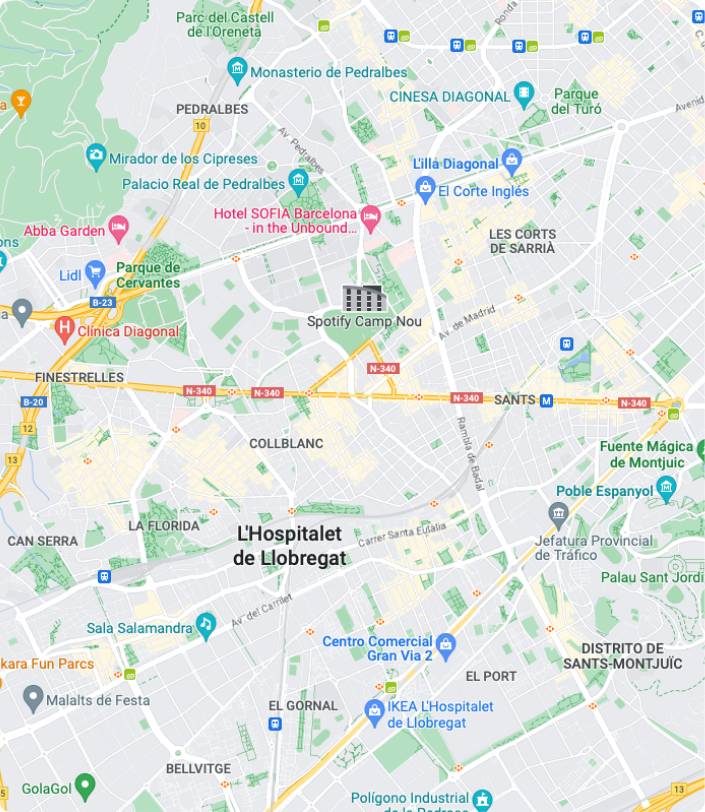 Parc del Castell
de l'Oreneta
Ronda
Monasterio de Pedralbes
CINESA DIAGONAL
Parque
del Turó
Avenid
a
PEDRALBES
10
Av. Pedralbes
Mirador de los Cipreses
L'illa Diagonal
Palacio Real de Pedralbes
El Corte Inglés
Hotel SOFIA Barcelona
- in the Unbound...
Abba Garden
LES CORTS
DE SARRIÀ
ons
Lidl
Parque de
Cervantes
B-23
a
Spotify Camp Nou
Av. de Madrid
H
Clínica Diagonal
N-340
FINESTRELLES
N-340
N-340
N-340
SANTS
M
N-340
B-20
12
Rambla de Badal
COLLBLANC
Fuente Mágica
de Montjuic
13
Poble Espanyol
LA FLORIDA
CAN SERRA
L'Hospitalet
de Llobregat
Carrer Santa Eulàlia
Jefatura Provincial
de Tráfico
Palau Sant Jordi
Av. del Carrilet
Sala Salamandra
Centro Comercial
Gran Via 2
DISTRITO DE
SANTS-MONTJUÏC
kara Fun Parcs
EL PORT
Malalts de Festa
EL GORNAL
IKEA L'Hospitalet
de Llobregat
BELLVITGE
GolaGol
13
Polígono Industrial
de la Pedrosa